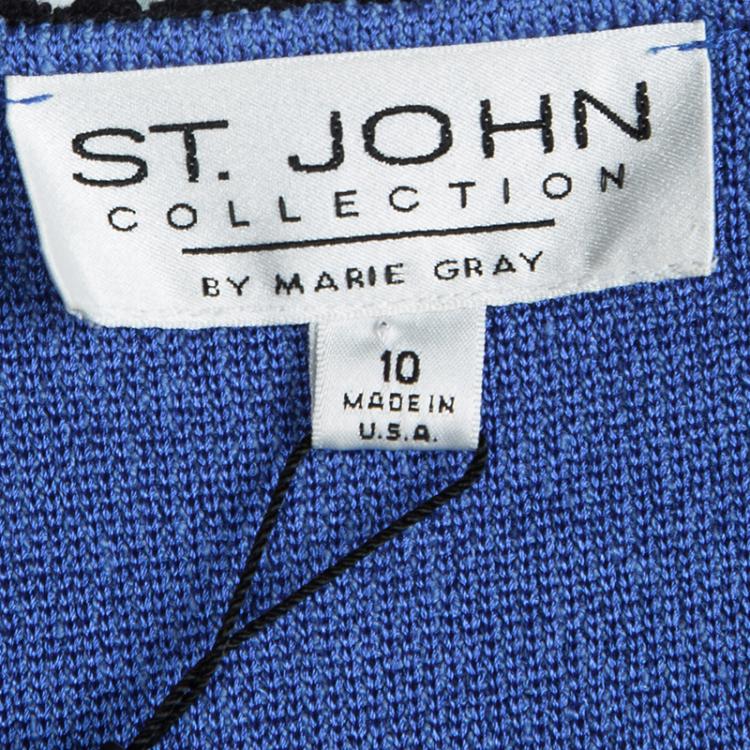 ST. JOHN
COLLECTION
BY MARIE GRAY
10
MADE IN
U.S.A.